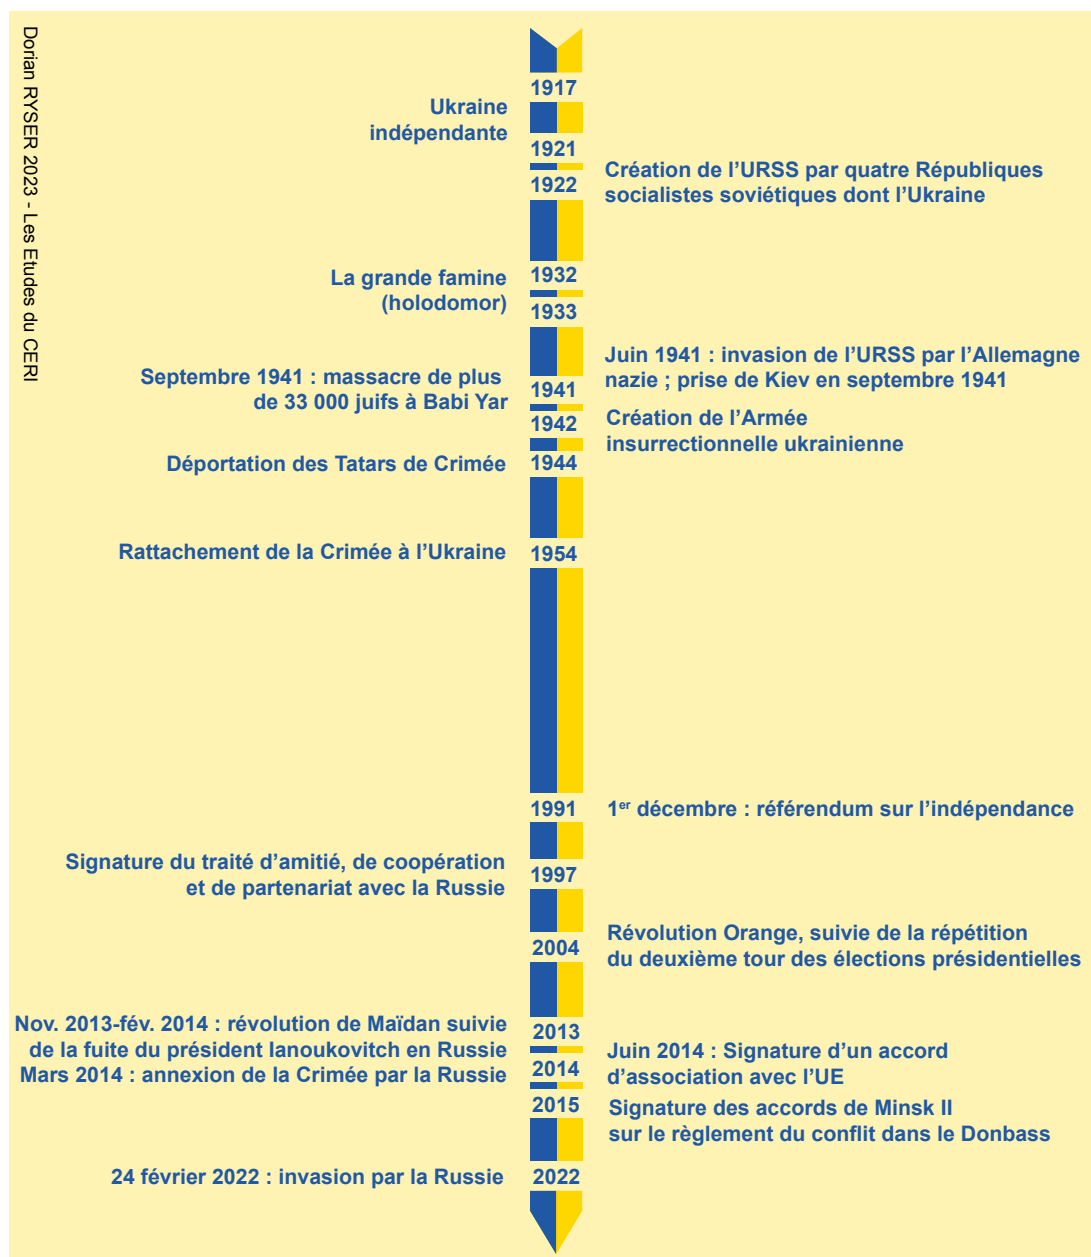 Dorian RYSER 2023 - Les Etudes du CERI
1917
Ukraine
indépendante
1921
1922
Création de l’URSS par quatre Républiques
socialistes soviétiques dont l’Ukraine
La grande famine
(holodomor)
1932
1933
Juin 1941 : invasion de l’URSS par l’Allemagne
nazie ; prise de Kiev en septembre 1941
Septembre 1941 : massacre de plus
de 33 000 juifs à Babi Yar
1941
1942
Création de l’Armée
insurrectionnelle ukrainienne
Déportation des Tatars de Crimée
1944
Rattachement de la Crimée à l’Ukraine
1954
1991
1er décembre : référendum sur l’indépendance
Signature du traité d’amitié, de coopération
et de partenariat avec la Russie
1997
2004
Révolution Orange, suivie de la répétition
du deuxième tour des élections présidentielles
Nov. 2013-fév. 2014 : révolution de Maïdan suivie
de la fuite du président Ianoukovitch en Russie
Mars 2014 : annexion de la Crimée par la Russie
2013
2014
Juin 2014 : Signature d’un accord
d’association avec l’UE
2015
Signature des accords de Minsk II
sur le règlement du conflit dans le Donbass
24 février 2022 : invasion par la Russie
2022